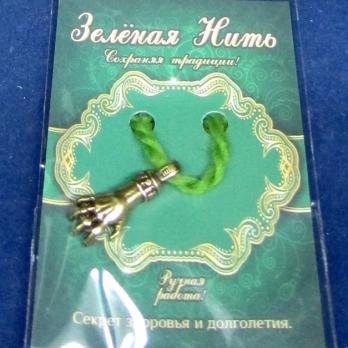 Зелёная Нить
Сохраняя традиции!
Ручная
работа!
Секрет здоровья и долголетия.